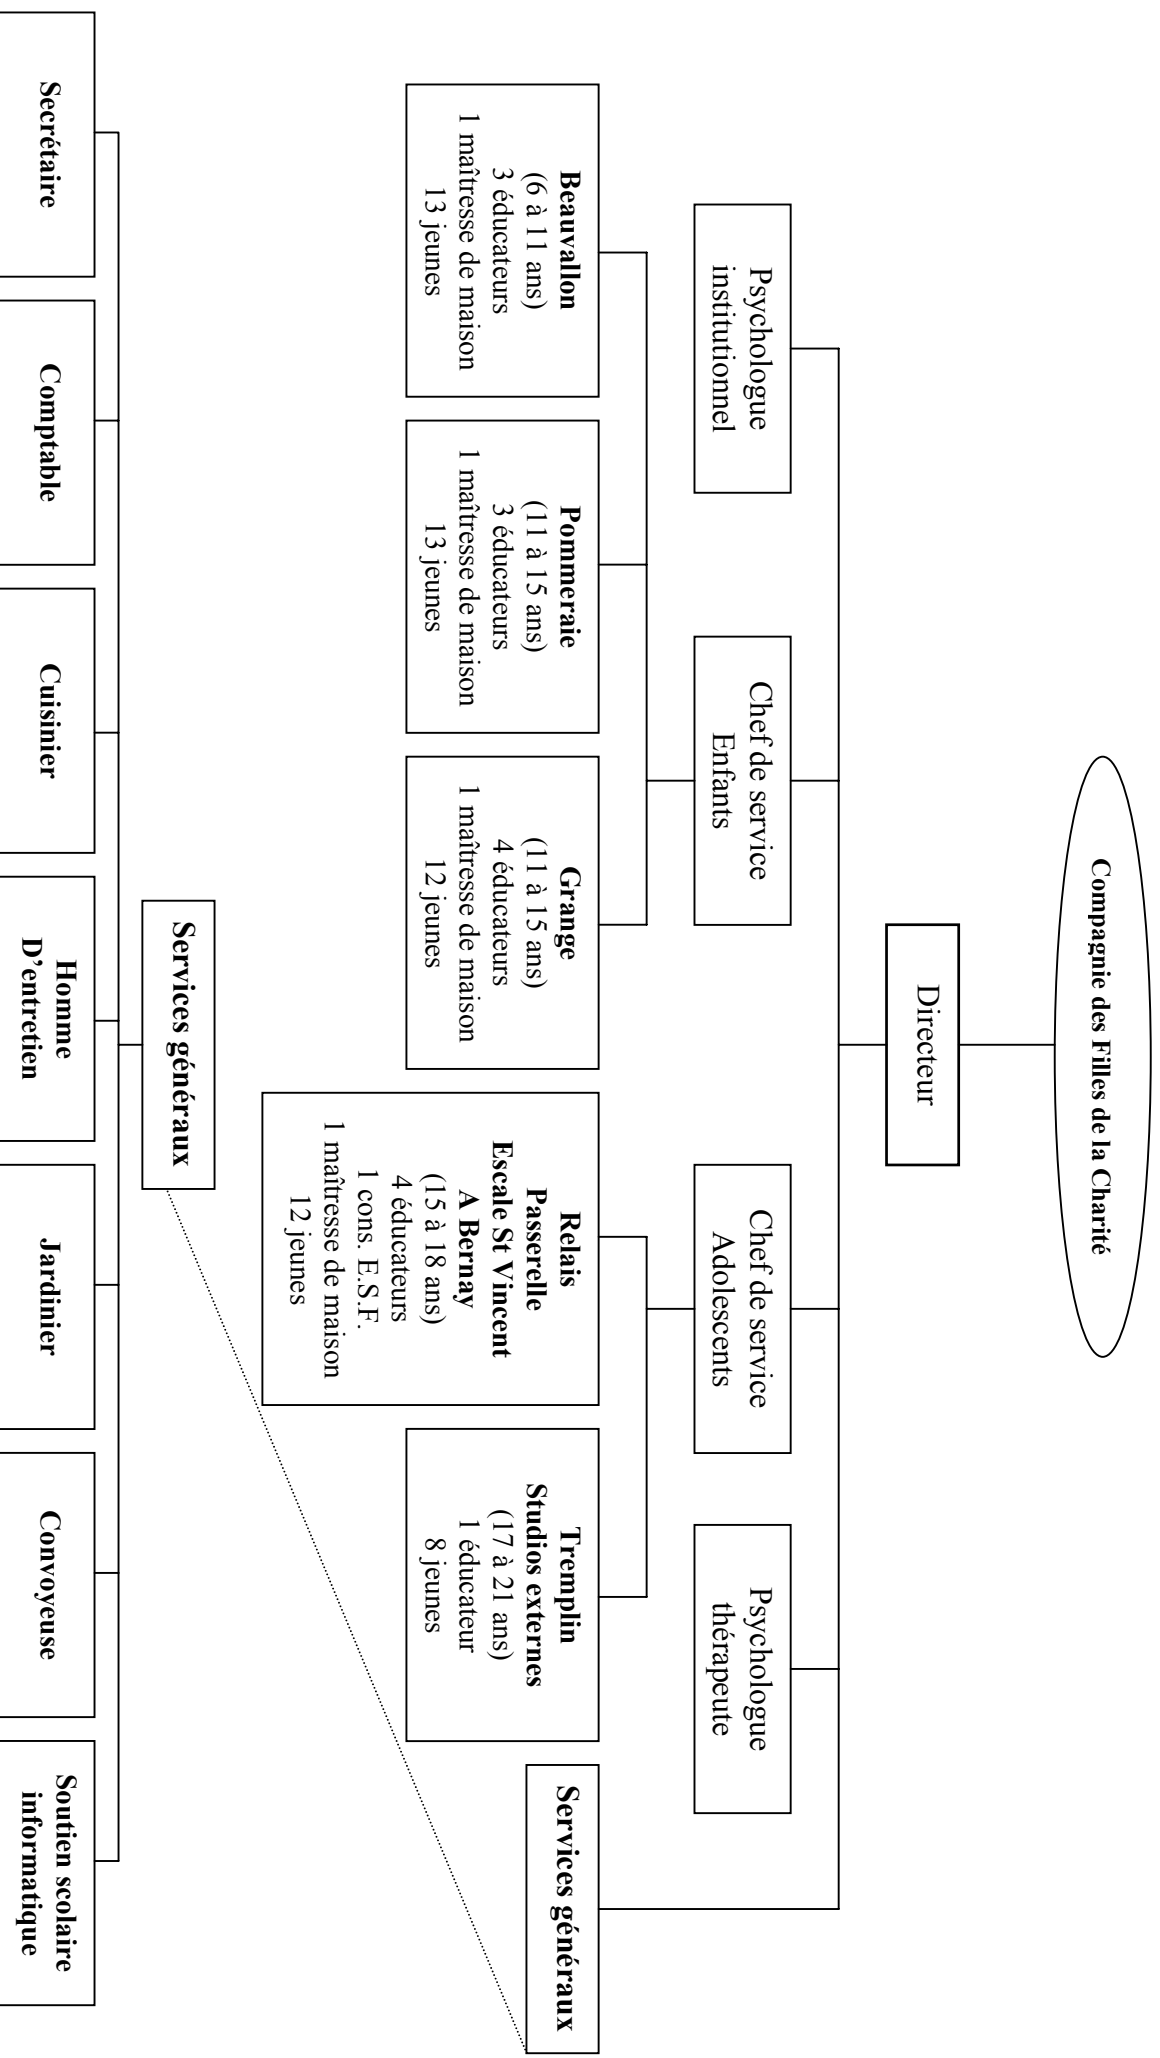 Compagnie des Filles de la Charité
Directeur
Psychologue
institutionnel
Chef de service
Enfants
Chef de service
Adolescents
Psychologue
thérapeute
Beauvallon
(6 à 11 ans)
3 éducateurs
1 maîtresse de maison
13 jeunes
Pommeraie
(11 à 15 ans)
3 éducateurs
1 maîtresse de maison
13 jeunes
Grange
(11 à 15 ans)
4 éducateurs
1 maîtresse de maison
12 jeunes
Relais
Passerelle
Escale St Vincent
A Bernay
(15 à 18 ans)
4 éducateurs
1 cons. E.S.F.
1 maîtresse de maison
12 jeunes
Tremplin
Studios externes
(17 à 21 ans)
1 éducateur
8 jeunes
Services généraux
Services généraux
Secrétaire
Comptable
Cuisinier
Homme
D’entretien
Jardinier
Convoyeuse
Soutien scolaire
informatique